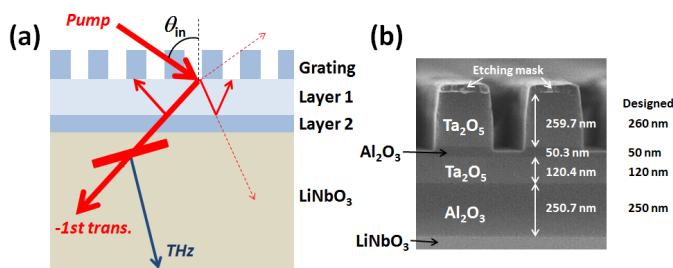 (a)
Pump
θin
Grating
Layer 1
Layer 2
LiNbO3
-1st trans.
THz
(b)
Etching mask
Designed
Ta2O5
259.7 nm
260 nm
Al2O3
50.3 nm
50 nm
Ta2O5
120.4 nm
120 nm
Al2O3
250.7 nm
250 nm
LiNbO3